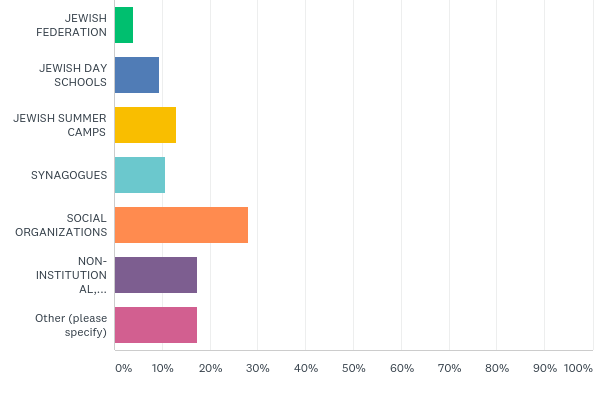 JEWISH
FEDERATION
JEWISH DAY
SCHOOLS
JEWISH SUMMER
CAMPS
SYNAGOGUES
SOCIAL
ORGANIZATIONS
NON-
INSTITUTION
AL,...
Other (please
specify)
0% 10% 20% 30% 40% 50% 60% 70% 80% 90% 100%